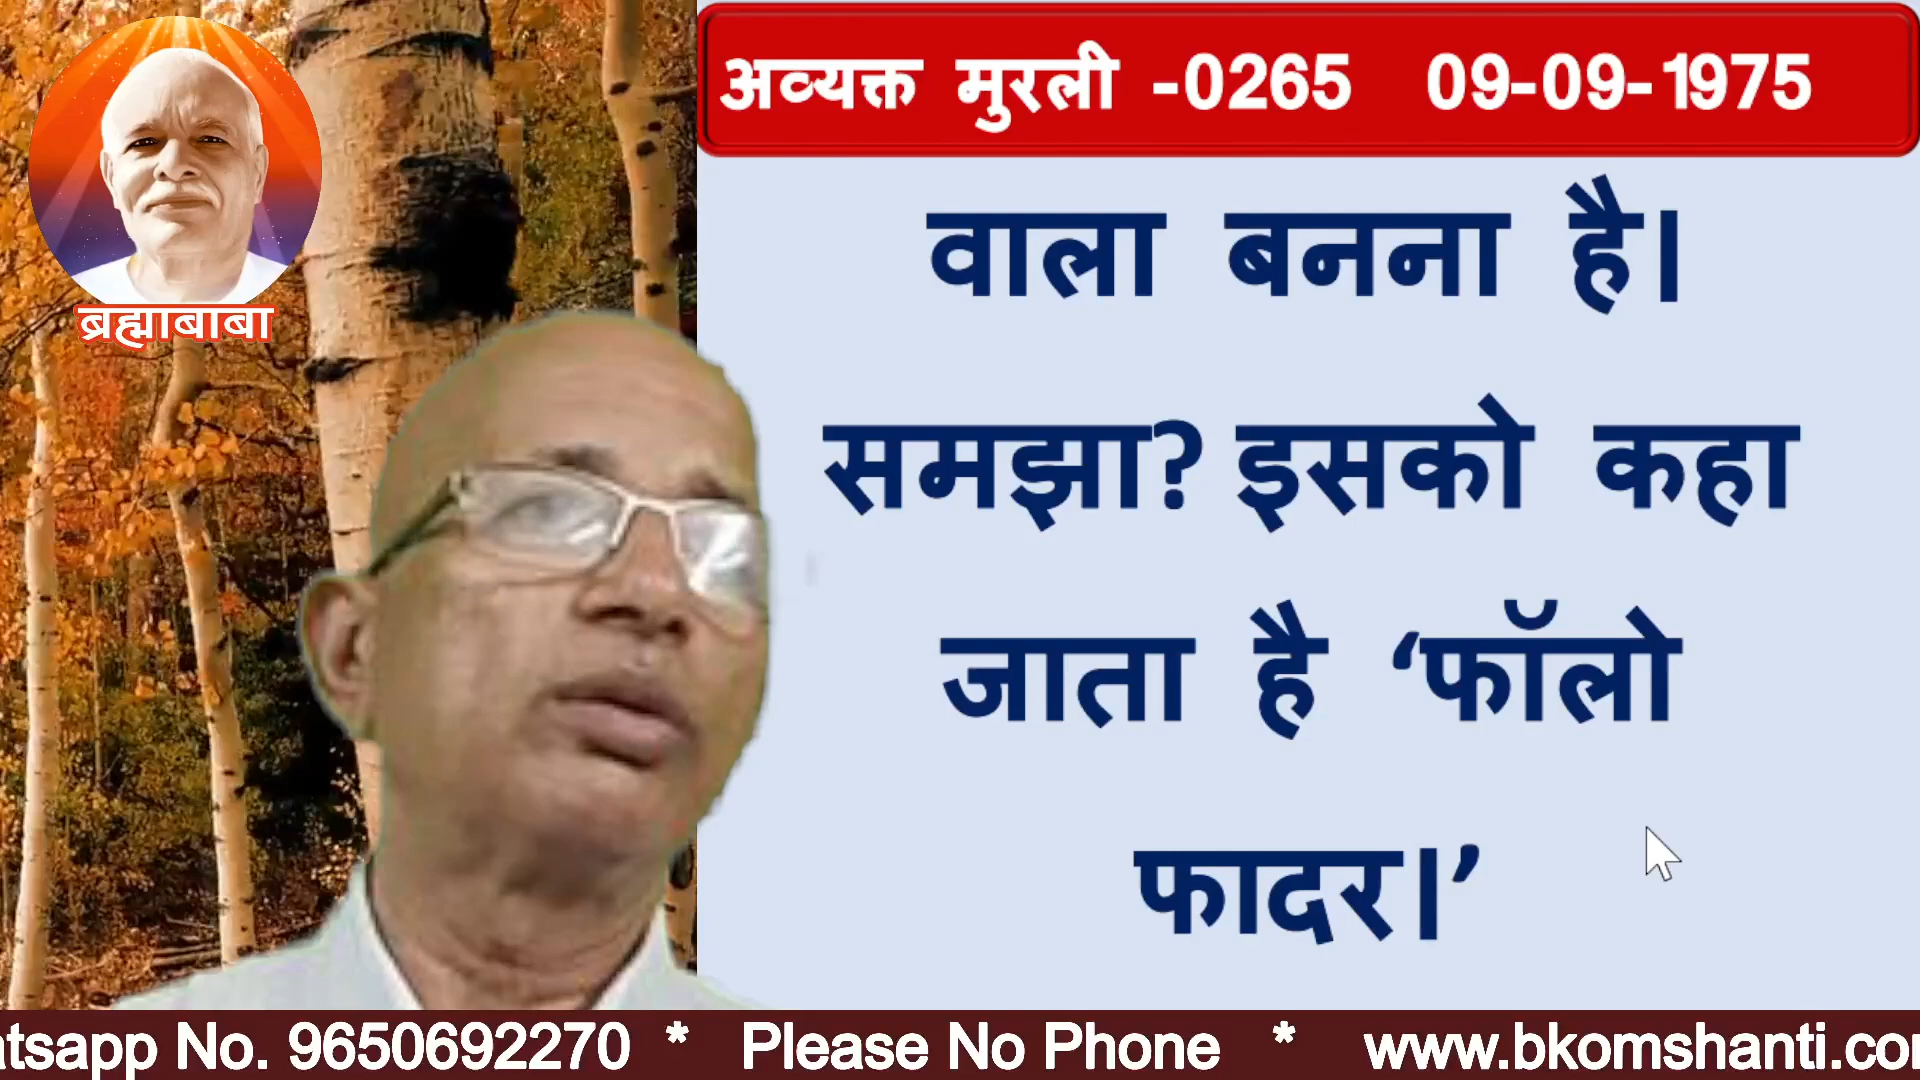 अव्यक्त मुरली -0265 09-09-1975
ब्रह्माबाबा
वाला बनना है।
समझा? इसको कहा
जाता है ‘फॉलो
फादर।’
atsapp No. 9650692270 * Please No Phone * www.bkomshanti.co